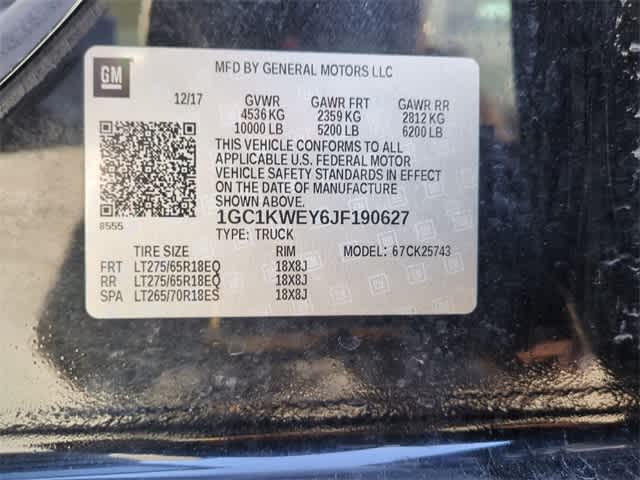 GM
MFD BY GENERAL MOTORS LLC
12/17 GVWR GAWR FRT GAWR RR
4536 KG 2359 KG 2812 KG
10000 LB 5200 LB 6200 LB
THIS VEHICLE CONFORMS TO ALL
APPLICABLE U.S. FEDERAL MOTOR
VEHICLE SAFETY STANDARDS IN EFFECT
ON THE DATE OF MANUFACTURE
SHOWN ABOVE.
8555 1GC1KWEY6JF190627
TYPE: TRUCK
TIRE SIZE RIM MODEL: 67CK25743
FRT LT275/65R18EQ 18X8J
RR LT275/65R18EQ 18X8J
SPA LT265/70R18ES 18X8J